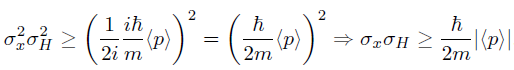 σ_x^2 σ_H^2 ≥ (1/2i iħ/m ⟨p⟩)^2 = (ħ/2m ⟨p⟩)^2 ⇒ σ_x σ_H ≥ ħ/2m |⟨p⟩|